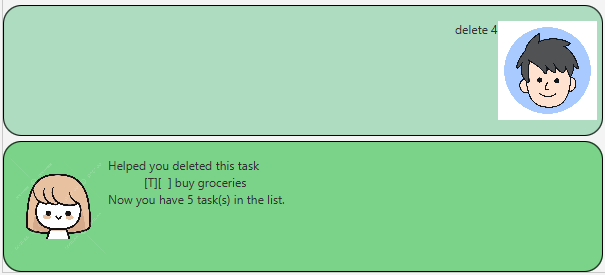 delete 4
Helped you deleted this task
[T][ ] buy groceries
Now you have 5 task(s) in the list.